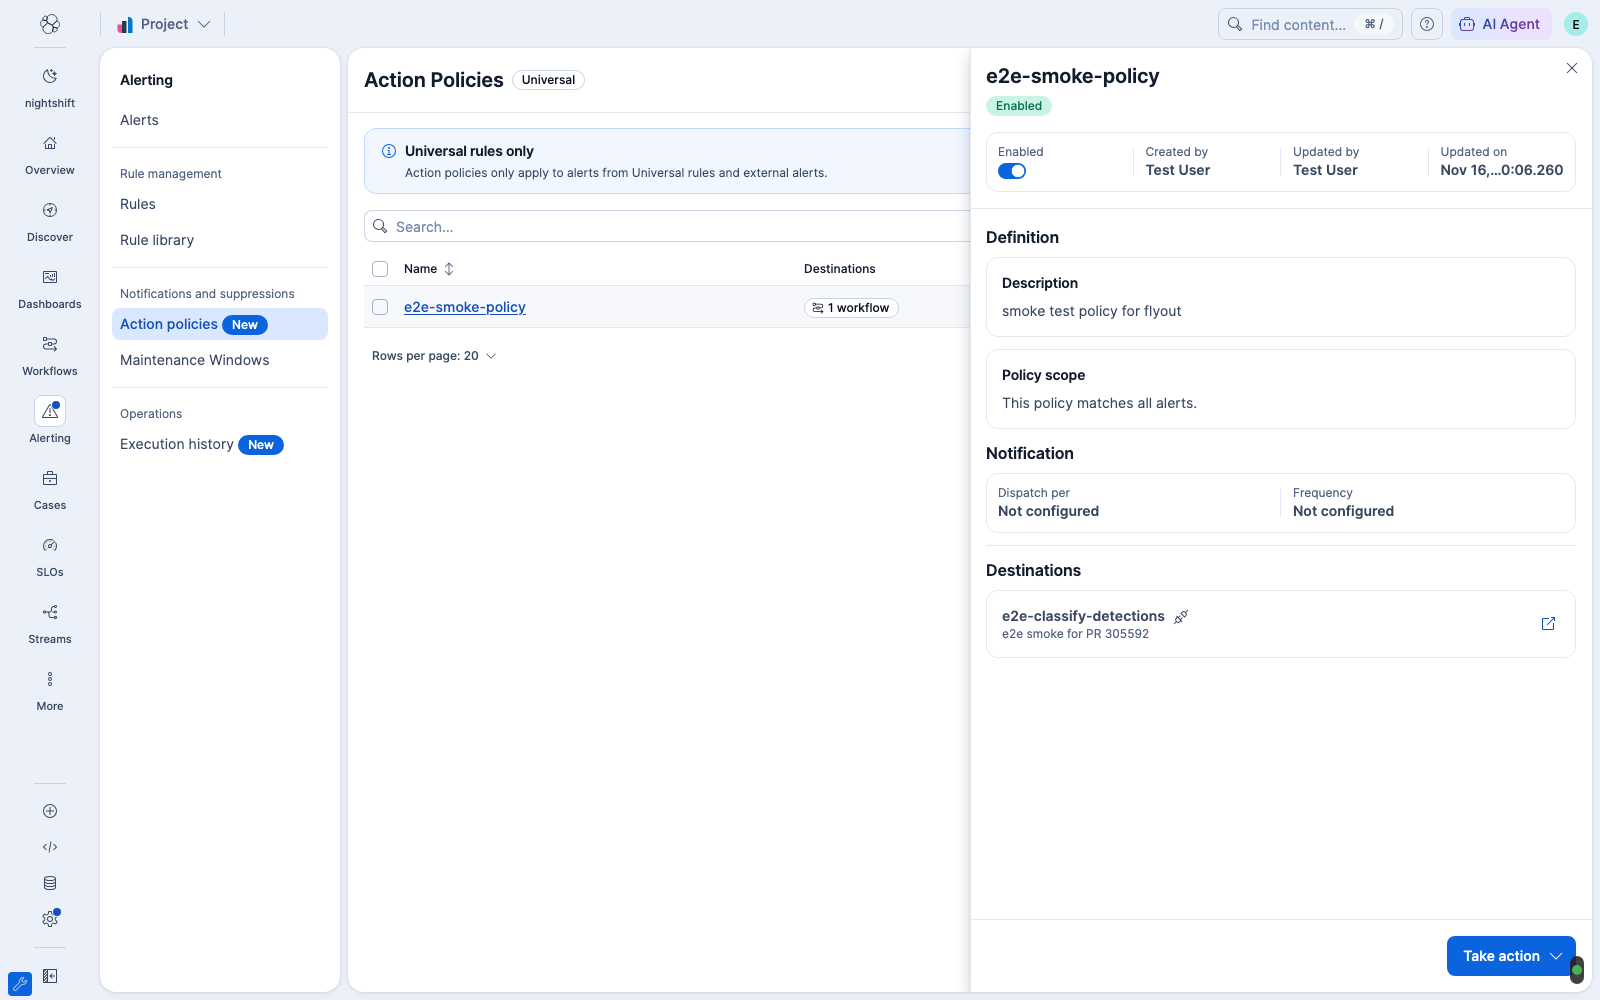 Project
Find content...
⌘ /
AI Agent
E
nightshift
Overview
Discover
Dashboards
Workflows
Alerting
Cases
SLOs
Streams
More
Alerting
Alerts
Rule management
Rules
Rule library
Notifications and suppressions
Action policies New
Maintenance Windows
Operations
Execution history New
Action Policies Universal
Universal rules only
Action policies only apply to alerts from Universal rules and external alerts.
Search...
Name Destinations
e2e-smoke-policy 1 workflow
Rows per page: 20
e2e-smoke-policy
Enabled
Enabled
Created by
Test User
Updated by
Test User
Updated on
Nov 16,...0:06.260
Definition
Description
smoke test policy for flyout
Policy scope
This policy matches all alerts.
Notification
Dispatch per
Not configured
Frequency
Not configured
Destinations
e2e-classify-detections
e2e smoke for PR 305592
Take action